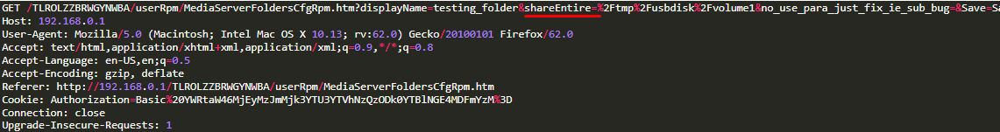 GET /TLROLZZBRWGYNWBA/userRpm/MediaServerFoldersCfgRpm.htm?displayName=testing_folder&shareEntire=%2Ftmp%2Fusbdisk%2Fvolume1&no_use_para_just_fix_ie_sub_bug=&Save=Sa
Host: 192.168.0.1
User-Agent: Mozilla/5.0 (Macintosh; Intel Mac OS X 10.13; rv:62.0) Gecko/20100101 Firefox/62.0
Accept: text/html,application/xhtml+xml,application/xml;q=0.9,*/*;q=0.8
Accept-Language: en-US,en;q=0.5
Accept-Encoding: gzip, deflate
Referer: http://192.168.0.1/TLROLZZBRWGYNWBA/userRpm/MediaServerFoldersCfgRpm.htm
Cookie: Authorization=Basic%20YWRtaW46MjEyMzJmMjk3YTU3YTVhNzQzODk0YTBlNGE4MDFmYzM%3D
Connection: close
Upgrade-Insecure-Requests: 1